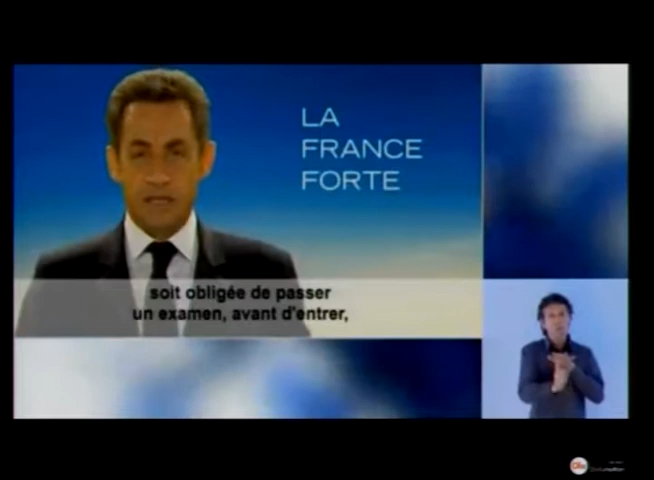 LA
FRANCE
FORTE
soit obligée de passer
un examen, avant d'entrer,